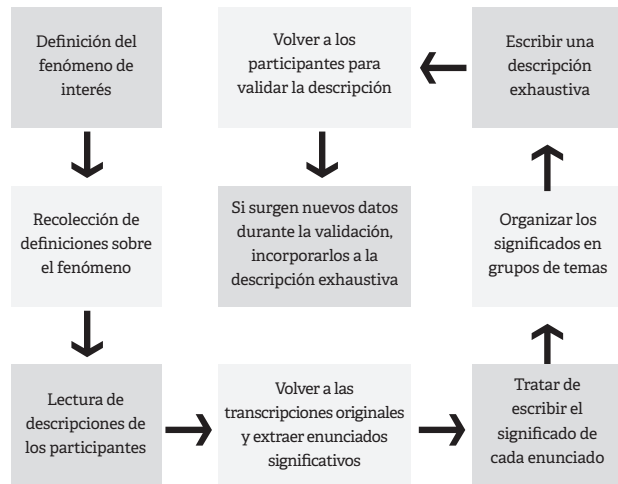 Definición del
fenómeno de
interés
Recolección de
definiciones sobre
el fenómeno
Lectura de
descripciones de
los participantes
Volver a las
transcripciones originales
y extraer enunciados
significativos
Tratar de
escribir el
significado de
cada enunciado
Organizar los
significados en
grupos de temas
Escribir una
descripción
exhaustiva
Volver a los
participantes para
validar la descripción
Si surgen nuevos datos
durante la validación,
incorporarlos a la
descripción exhaustiva